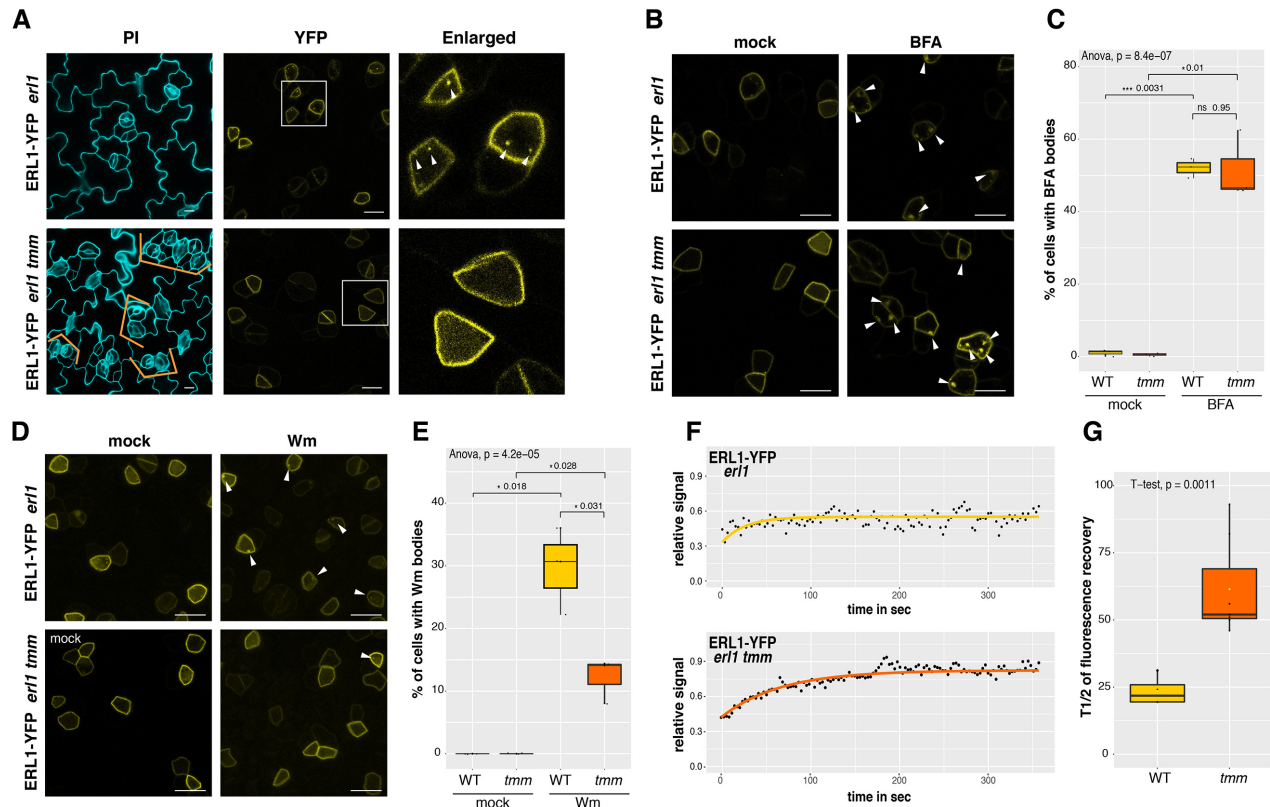 A
PI
YFP
Enlarged
ERL1-YFP erl1
ERL1-YFP erl1 tmm
B
mock
BFA
ERL1-YFP erl1
ERL1-YFP erl1 tmm
C
Anova, p = 8.4e-07
* 0.01
*** 0.0031
ns 0.95
% of cells with BFA bodies
80
60
40
20
0
WT
tmm
WT
tmm
mock
BFA
D
mock
Wm
ERL1-YFP erl1
mock
ERL1-YFP erl1 tmm
E
Anova, p = 4.2e-05
* 0.028
* 0.018
* 0.031
% of cells with Wm bodies
40
30
20
10
0
WT
tmm
WT
tmm
mock
Wm
F
ERL1-YFP
erl1
relative signal
0.9
0.6
0.3
0.0
0
100
200
300
time in sec
ERL1-YFP
erl1 tmm
relative signal
0.9
0.6
0.3
0.0
0
100
200
300
time in sec
G
T-test, p = 0.0011
T1/2 of fluorescence recovery
100
75
50
25
0
WT
tmm